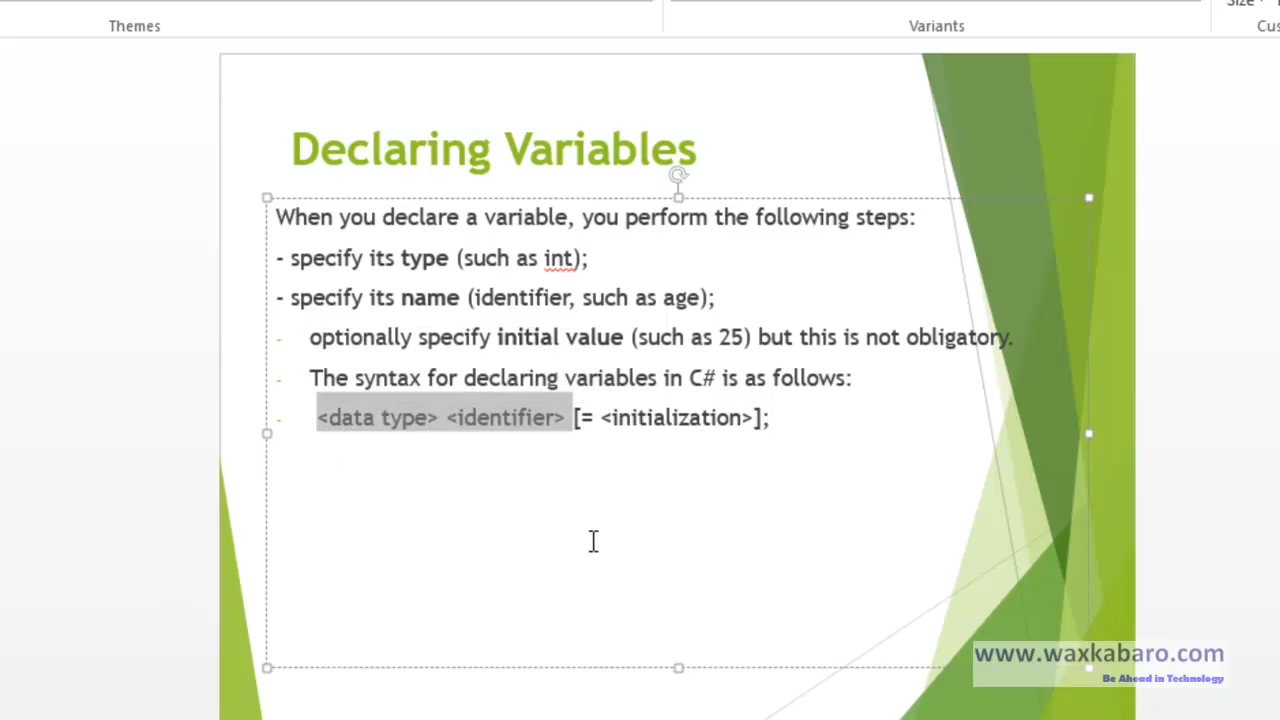 Themes
Variants
Declaring Variables
When you declare a variable, you perform the following steps:
- specify its type (such as int);
- specify its name (identifier, such as age);
- optionally specify initial value (such as 25) but this is not obligatory.
- The syntax for declaring variables in C# is as follows:
- <data type> <identifier> [= <initialization>];
www.waxkabaro.com
Be Ahead in Technology